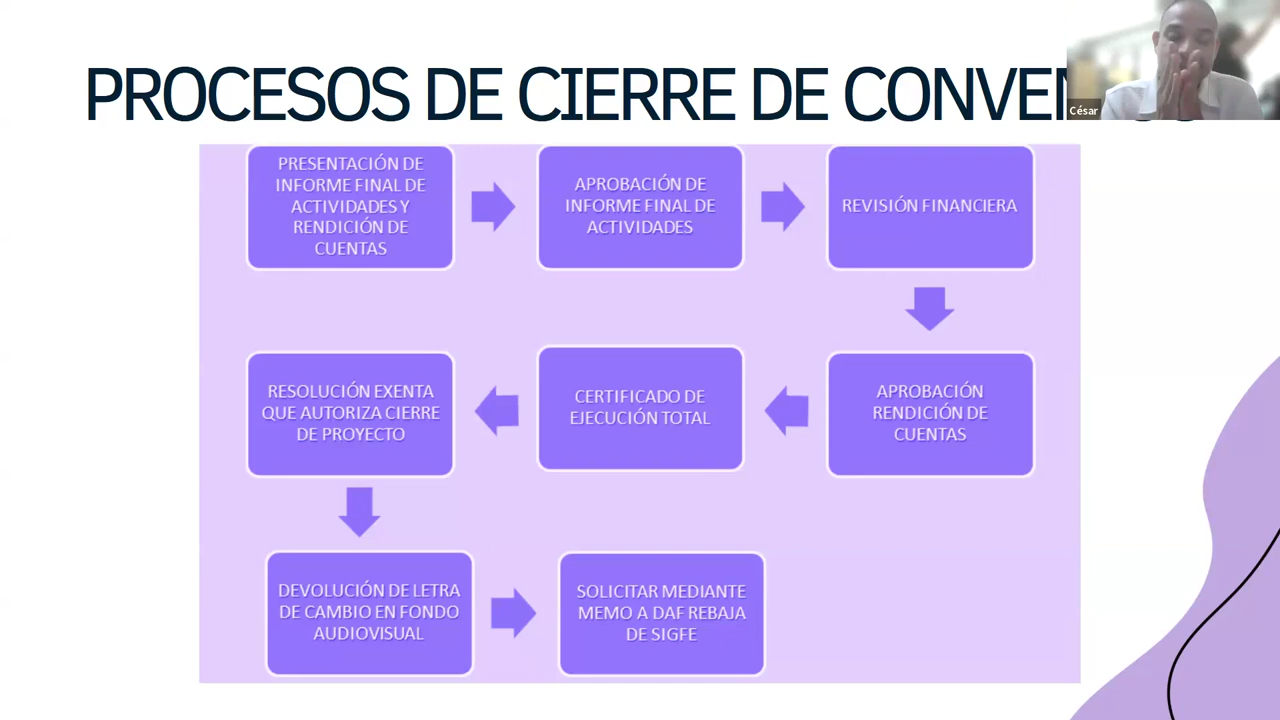 PROCESOS DE CIERRE DE
César
PRESENTACIÓN DE
INFORME FINAL DE
ACTIVIDADES Y
RENDICIÓN DE
CUENTAS
APROBACIÓN DE
INFORME FINAL DE
ACTIVIDADES
REVISIÓN FINANCIERA
RESOLUCIÓN EXENTA
QUE AUTORIZA CIERRE
DE PROYECTO
CERTIFICADO DE
EJECUCIÓN TOTAL
APROBACIÓN
RENDICIÓN DE
CUENTAS
DEVOLUCIÓN DE LETRA
DE CAMBIO EN FONDO
AUDIOVISUAL
SOLICITAR MEDIANTE
MEMO A DAF REBAJA
DE SIGFE